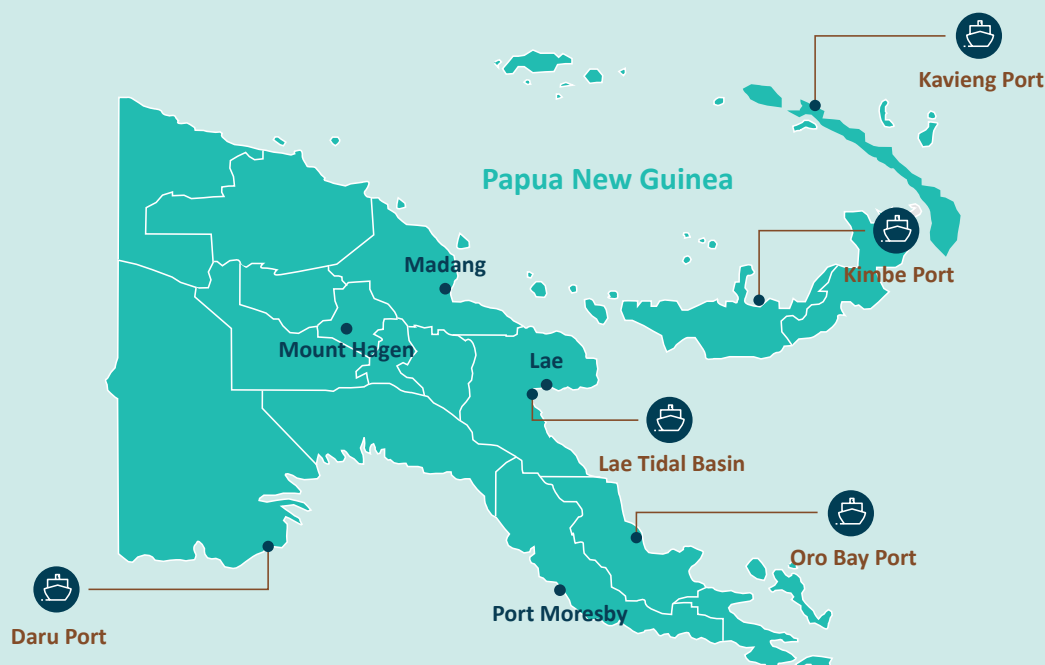 Kavieng Port
Papua New Guinea
Madang
Kimbe Port
Mount Hagen
Lae
Lae Tidal Basin
Oro Bay Port
Port Moresby
Daru Port